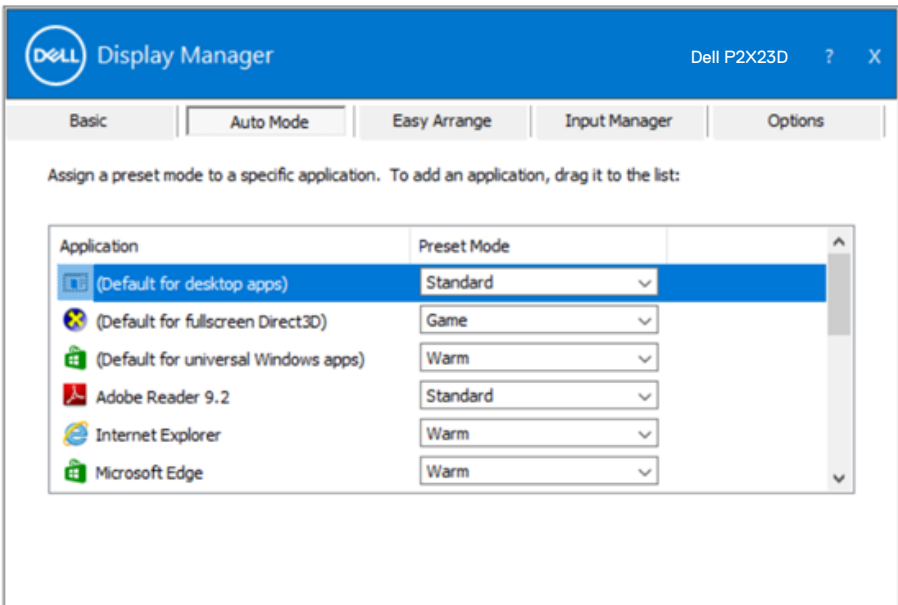 DELL Display Manager Dell P2X23D ? X
Basic Auto Mode Easy Arrange Input Manager Options
Assign a preset mode to a specific application. To add an application, drag it to the list:
Application Preset Mode
(Default for desktop apps) Standard
(Default for fullscreen Direct3D) Game
(Default for universal Windows apps) Warm
Adobe Reader 9.2 Standard
Internet Explorer Warm
Microsoft Edge Warm